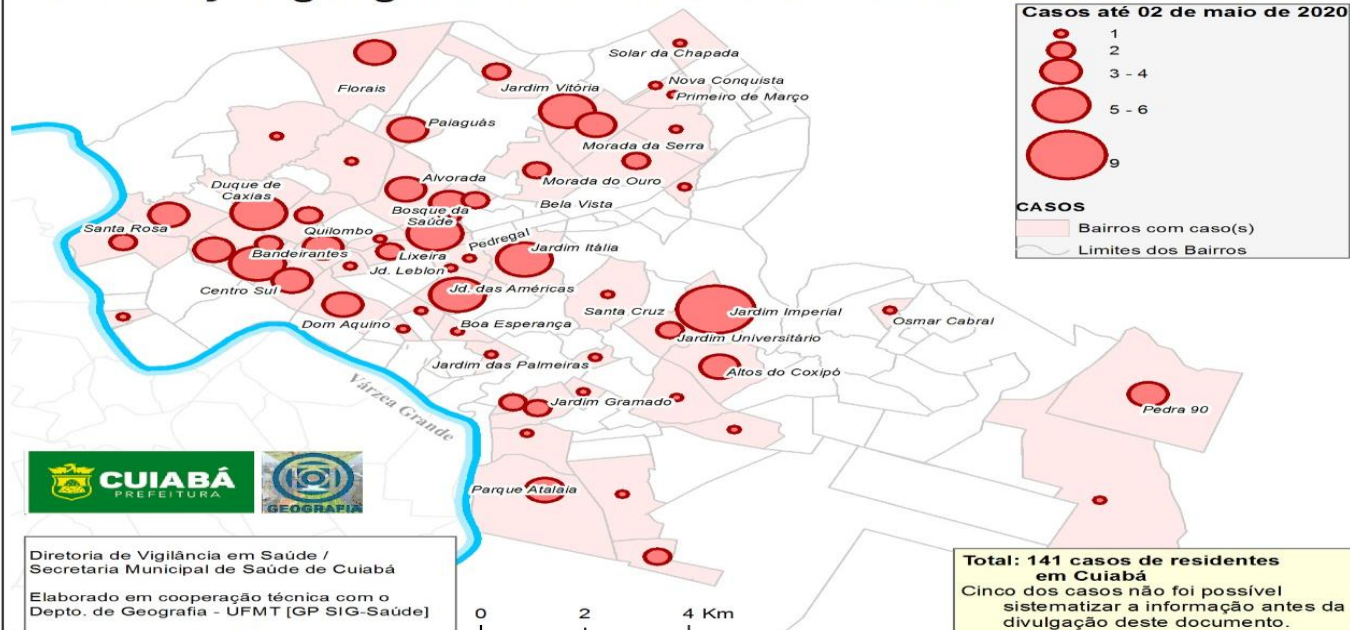 Casos até 02 de maio de 2020
1
2
3 - 4
5 - 6
9
CASOS
Bairros com caso(s)
Limites dos Bairros
Solar da Chapada
Florais
Jardim Vitória
Nova Conquista
Primeiro de Março
Paiaguás
Morada da Serra
Duque de
Caxias
Alvorada
Morada do Ouro
Bela Vista
Bosque da
Saúde
Santa Rosa
Quilombo
Pedregal
Jardim Itália
Bandeirantes
Lixeira
Jd. Leblon
Centro Sul
Jd. das Américas
Santa Cruz
Jardim Imperial
Osmar Cabral
Dom Aquino
Boa Esperança
Jardim Universitário
Jardim das Palmeiras
Altos do Coxipó
Várzea Grande
Jardim Gramado
Pedra 90
Parque Atalaia
CUIABÁ
PREFEITURA
GEOGRAFIA
Diretoria de Vigilância em Saúde /
Secretaria Municipal de Saúde de Cuiabá
Elaborado em cooperação técnica com o
Depto. de Geografia - UFMT [GP SIG-Saúde]
0 2 4 Km
Total: 141 casos de residentes
em Cuiabá
Cinco dos casos não foi possível
sistematizar a informação antes da
divulgação deste documento.